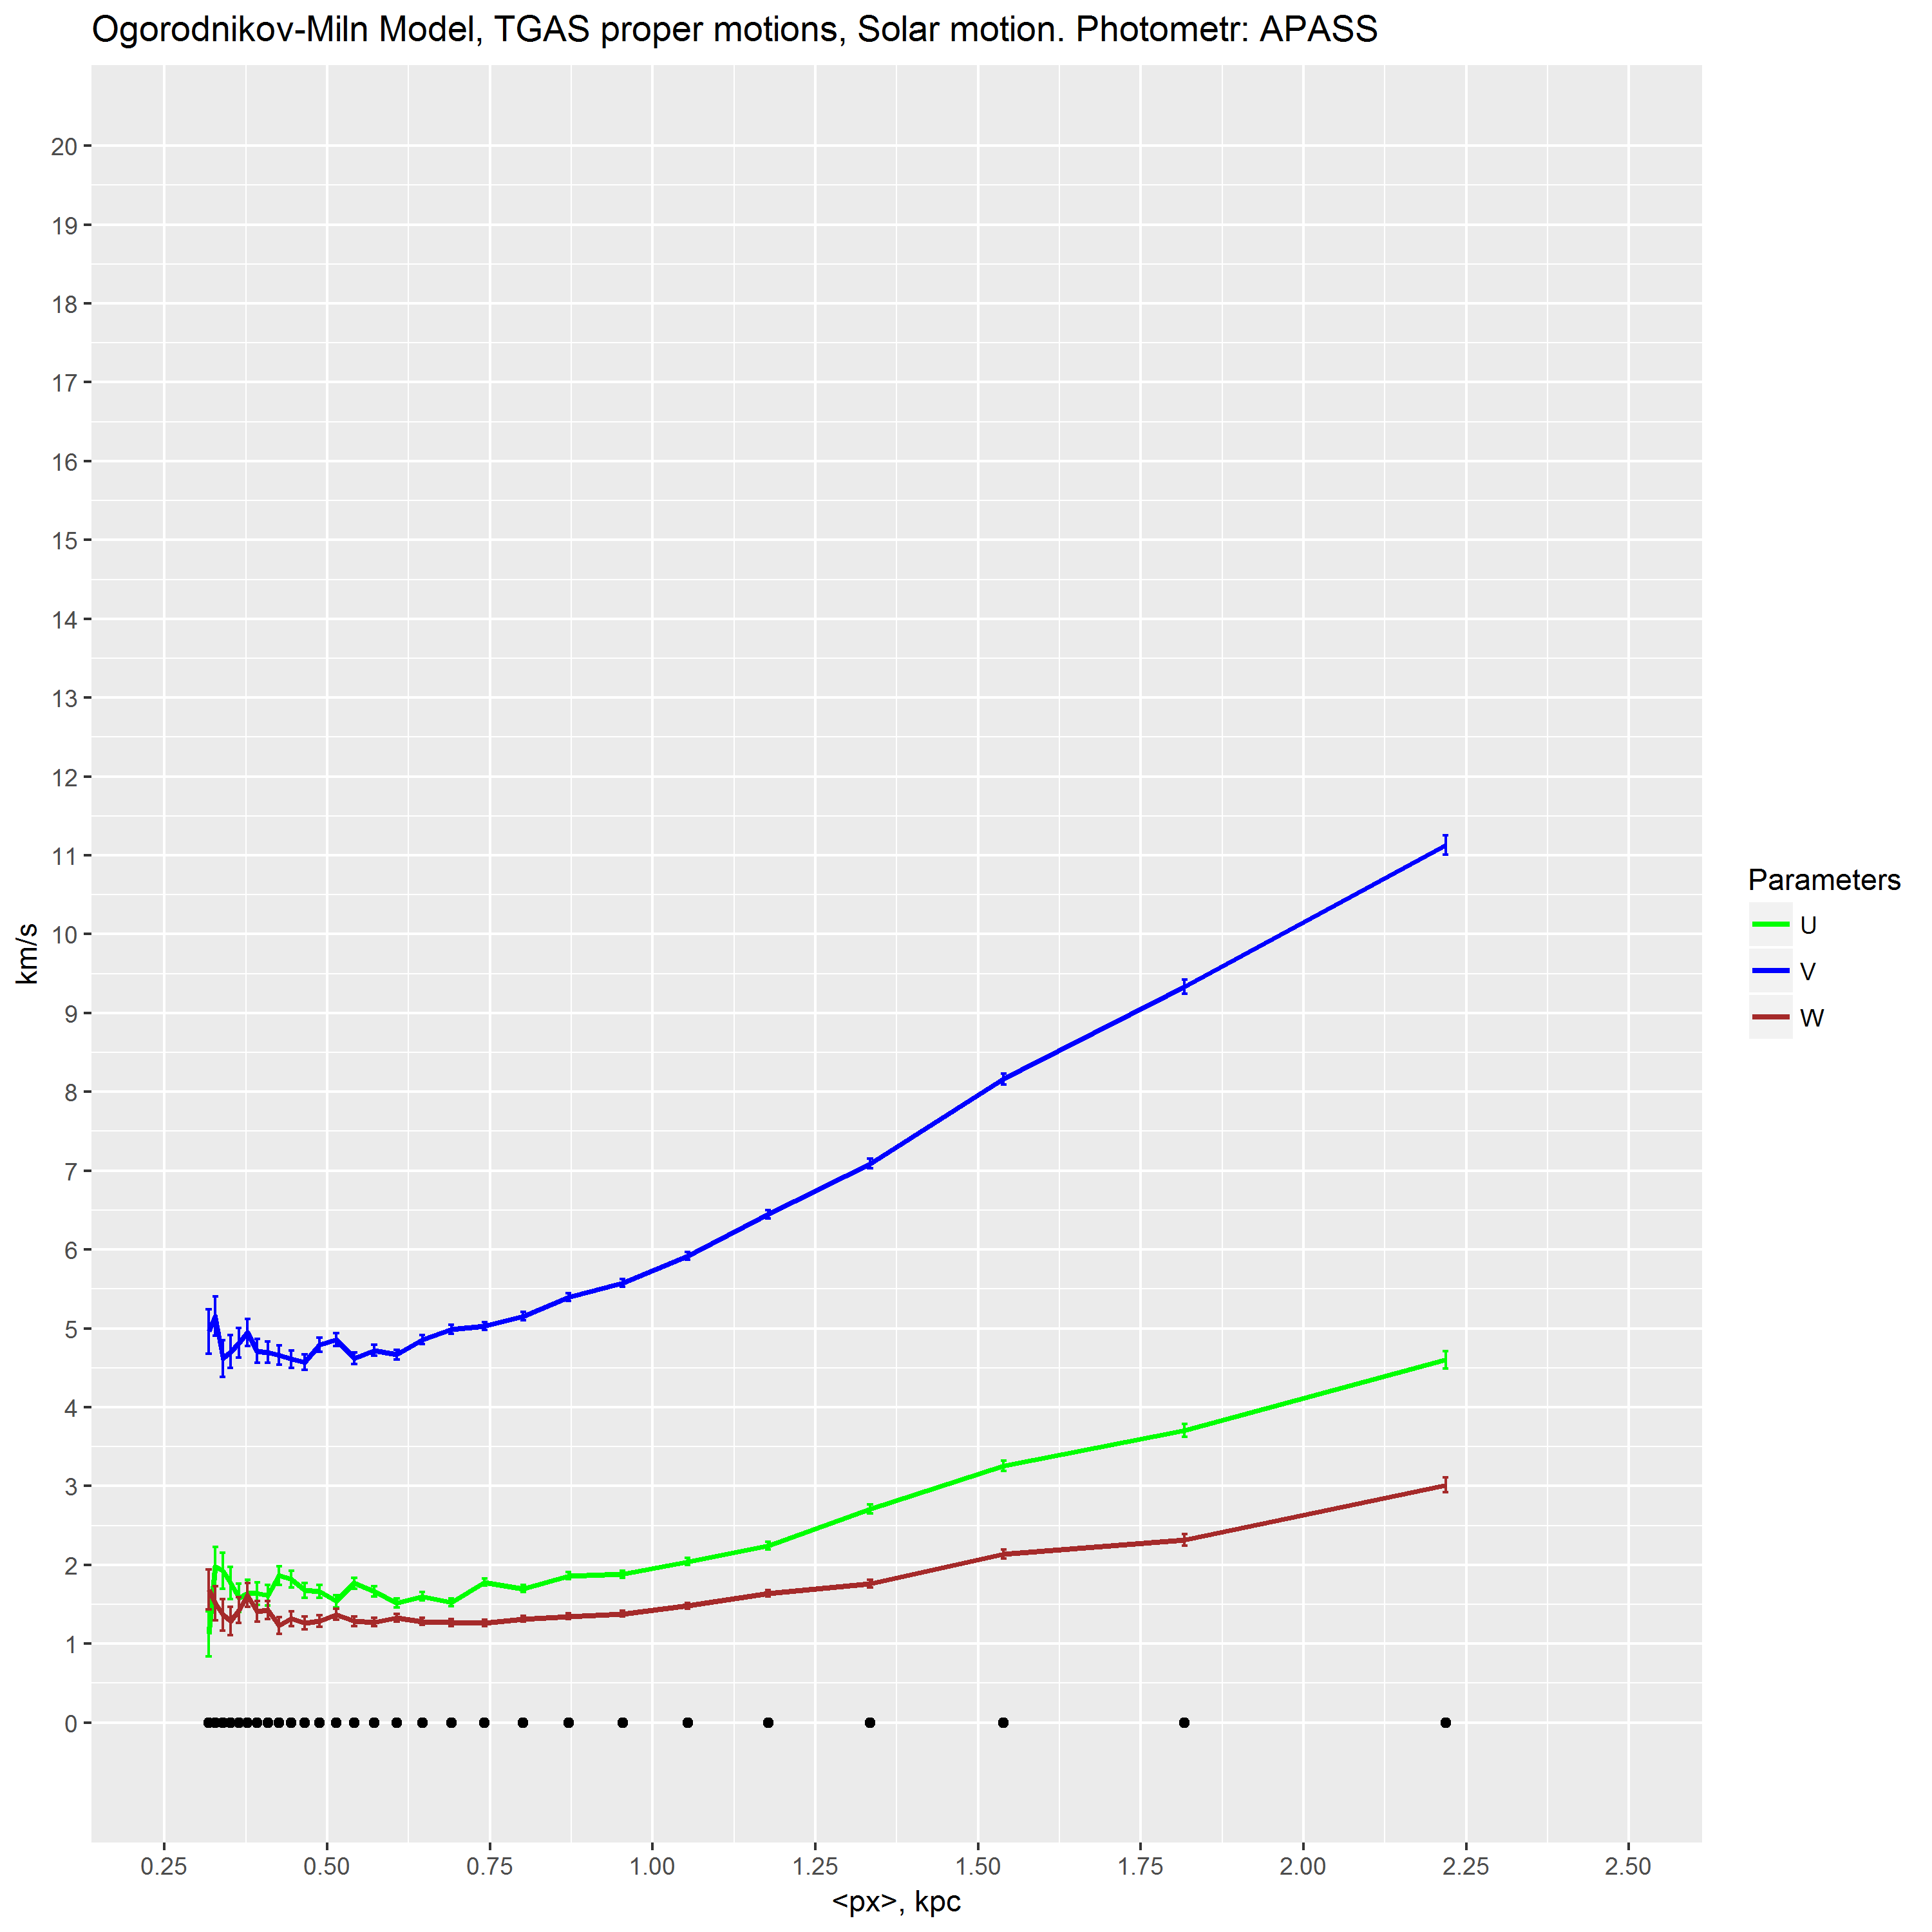 Ogorodnikov-Miln Model, TGAS proper motions, Solar motion. Photometr: APASS
20
19
18
17
16
15
14
13
12
11
10
9
8
7
6
5
4
3
2
1
0
km/s
0.25 0.50 0.75 1.00 1.25 1.50 1.75 2.00 2.25 2.50
<px>, kpc
Parameters
U
V
W